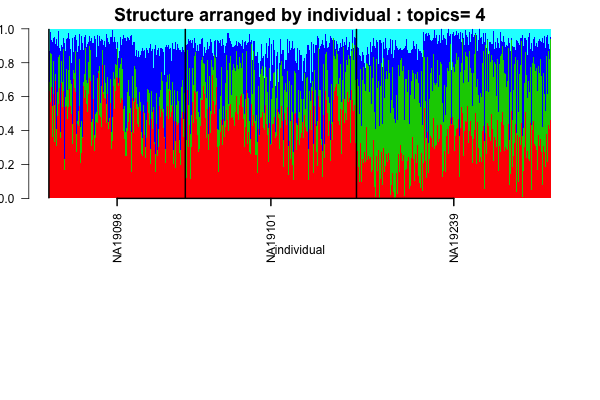 Structure arranged by individual : topics= 4
1.0
0.8
0.6
0.4
0.2
0.0
NA19098
NA19101
NA19239
individual